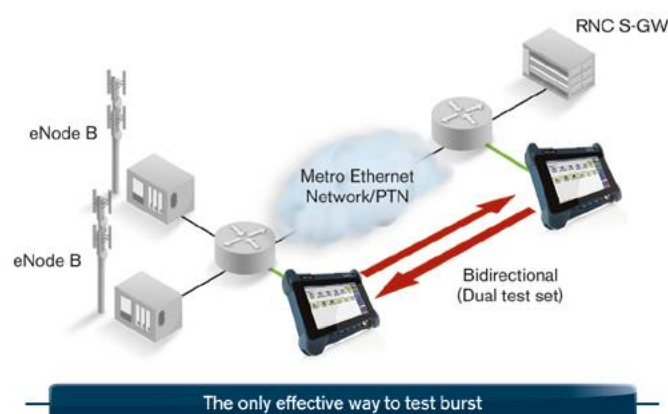 RNC S-GW
eNode B
Metro Ethernet
Network/PTN
eNode B
Bidirectional
(Dual test set)
The only effective way to test burst